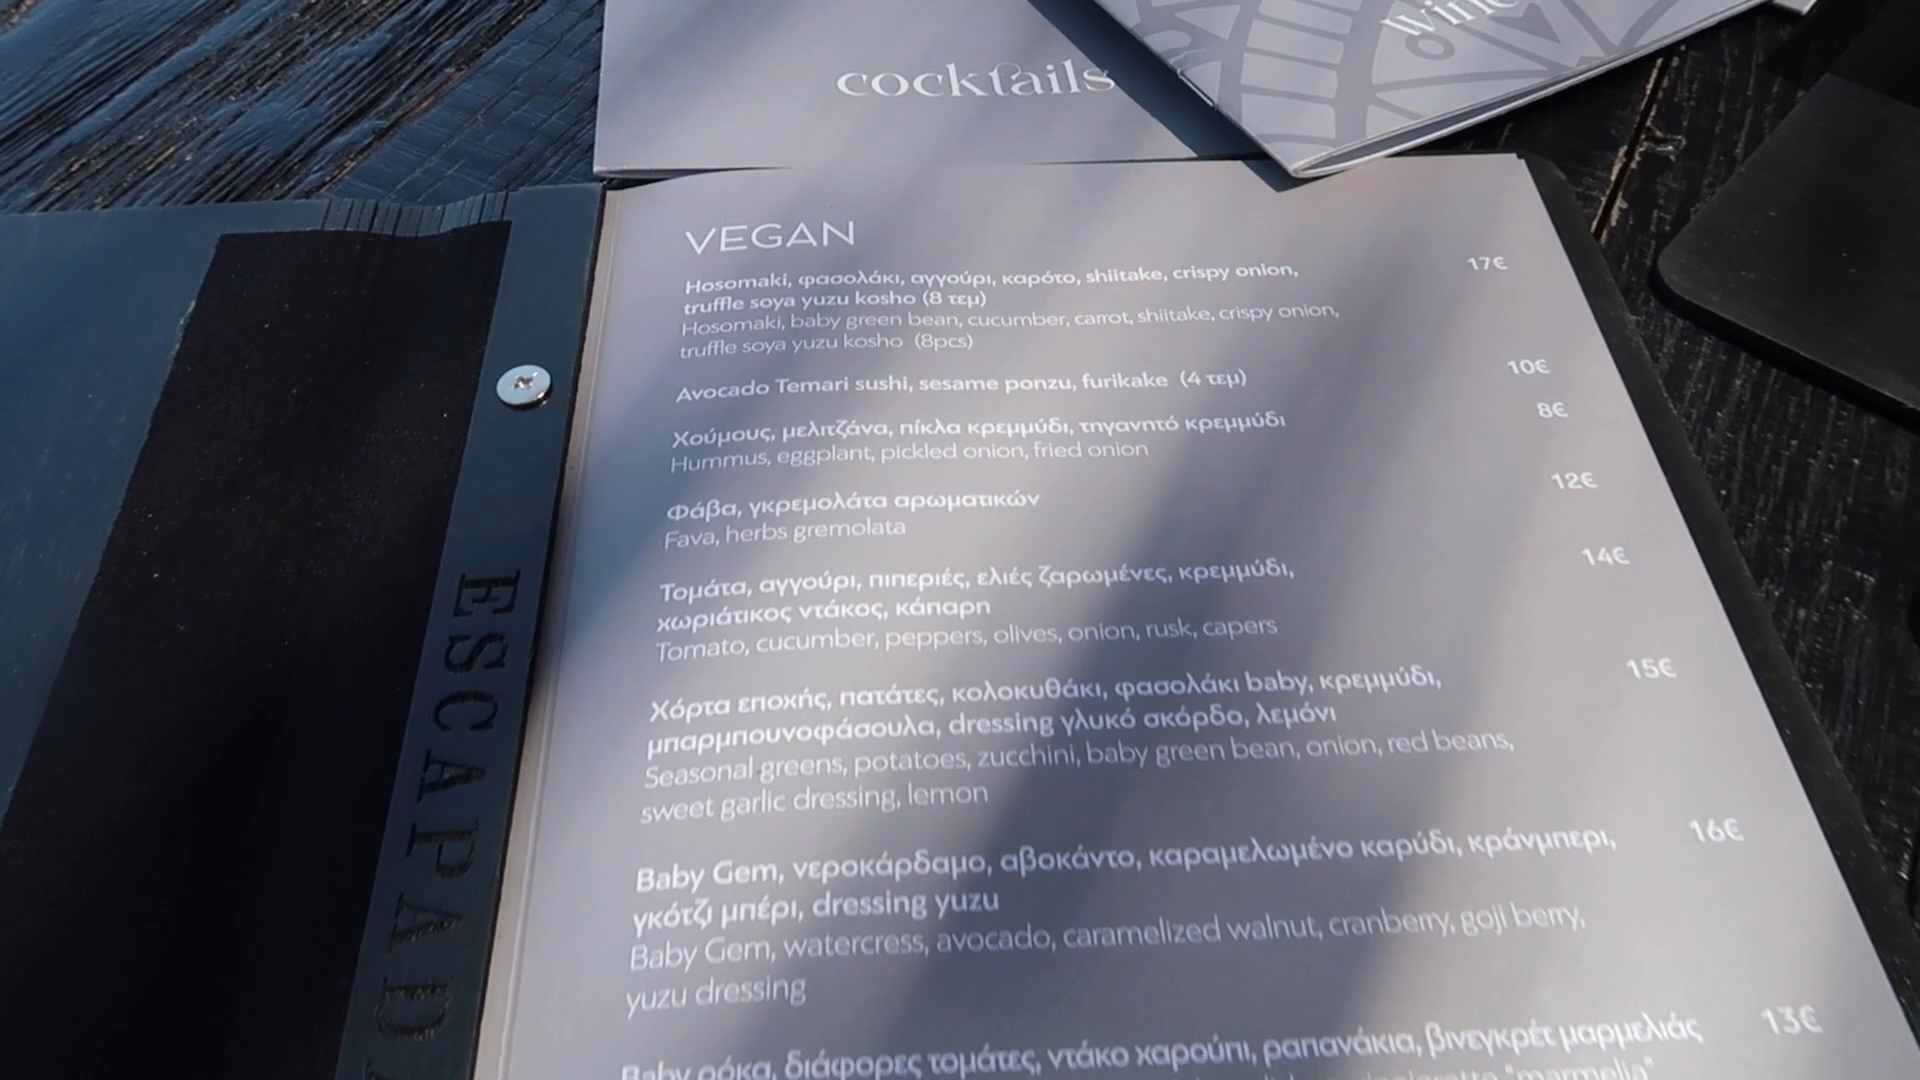 cocktails
Wine
VEGAN
Hosomaki, φασολάκι, αγγούρι, καρότο, shiitake, crispy onion, 17€
truffle soya yuzu kosho (8 τεμ)
Hosomaki, baby green bean, cucumber, carrot, shiitake, crispy onion,
truffle soya yuzu kosho (8pcs)
Avocado Temari sushi, sesame ponzu, furikake (4 τεμ) 10€
Χούμους, μελιτζάνα, πίκλα κρεμμύδι, τηγανητό κρεμμύδι 8€
Hummus, eggplant, pickled onion, fried onion
Φάβα, γκρεμολάτα αρωματικών 12€
Fava, herbs gremolata
Τομάτα, αγγούρι, πιπεριές, ελιές ζαρωμένες, κρεμμύδι, 14€
χωριάτικος ντάκος, κάπαρη
Tomato, cucumber, peppers, olives, onion, rusk, capers
Χόρτα εποχής, πατάτες, κολοκυθάκι, φασολάκι baby, κρεμμύδι, 15€
μπαρμπουνοφάσουλα, dressing γλυκό σκόρδο, λεμόνι
Seasonal greens, potatoes, zucchini, baby green bean, onion, red beans,
sweet garlic dressing, lemon
Baby Gem, νεροκάρδαμο, αβοκάντο, καραμελωμένο καρύδι, κράνμπερι, 16€
γκότζι μπέρι, dressing yuzu
Baby Gem, watercress, avocado, caramelized walnut, cranberry, goji berry,
yuzu dressing
Baby ρόκα, διάφορες τομάτες, ντάκο χαρούπι, ραπανάκια, βινεγκρέτ μαρμελιάς 13€
"marmelia"
ESCAPAD